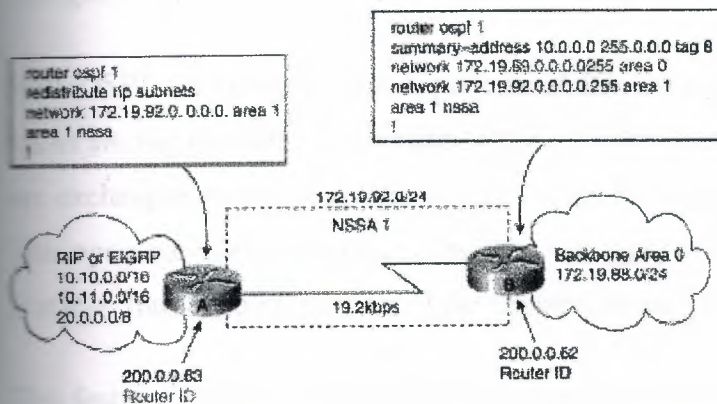 router ospf 1
redistribute rip subnets
network 172.19.92.0. 0.0.0. area 1
area 1 nssa
!
router ospf 1
summary-address 10.0.0.0 255.0.0.0 tag 8
network 172.19.89.0.0.0.0255 area 0
network 172.19.92.0.0.0.0.255 area 1
area 1 nssa
!
172.19.92.0/24
NSSA 1
RIP or EIGRP
10.10.0.0/16
10.11.0.0/16
20.0.0.0/8
A
19.2kbps
B
Backbone Area 0
172.19.88.0/24
200.0.0.63
Router ID
200.0.0.62
Router ID